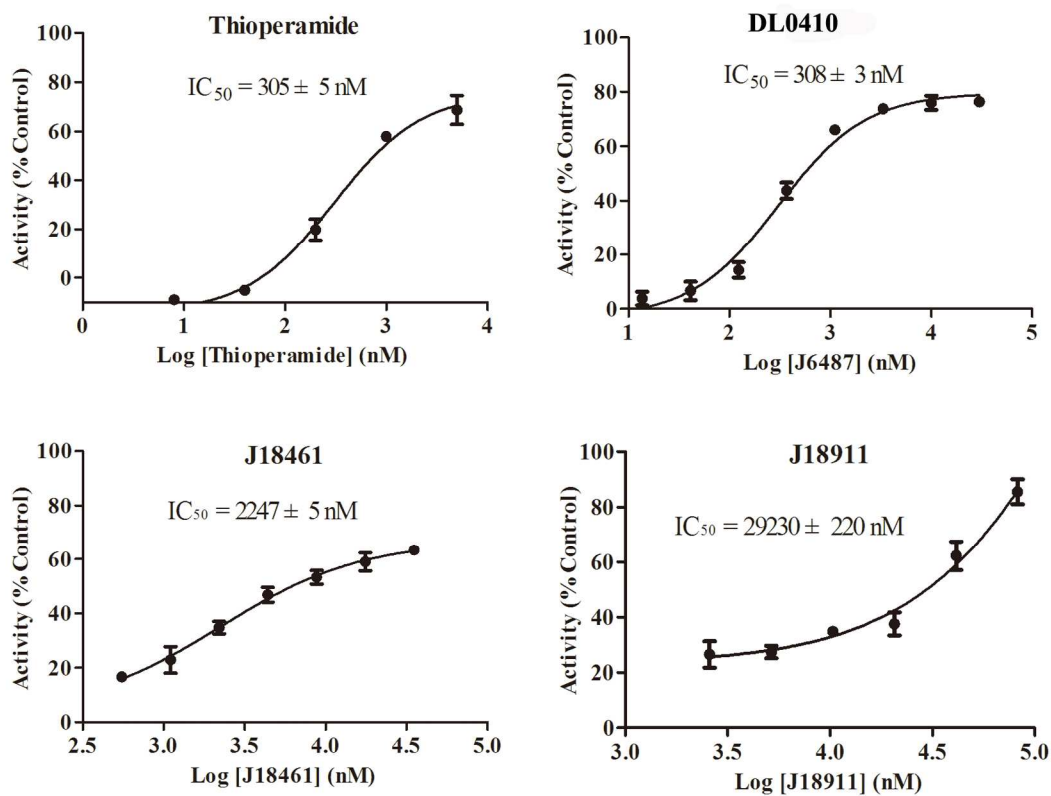 Thioperamide
IC50 = 305 ± 5 nM
Activity (% Control)
100
80
60
40
20
0
0 1 2 3 4
Log [Thioperamide] (nM)
DL0410
IC50 = 308 ± 3 nM
Activity (% Control)
100
80
60
40
20
0
1 2 3 4 5
Log [J6487] (nM)
J18461
IC50 = 2247 ± 5 nM
Activity (% Control)
100
80
60
40
20
0
2.5 3.0 3.5 4.0 4.5 5.0
Log [J18461] (nM)
J18911
IC50 = 29230 ± 220 nM
Activity (% Control)
100
80
60
40
20
0
3.0 3.5 4.0 4.5 5.0
Log [J18911] (nM)